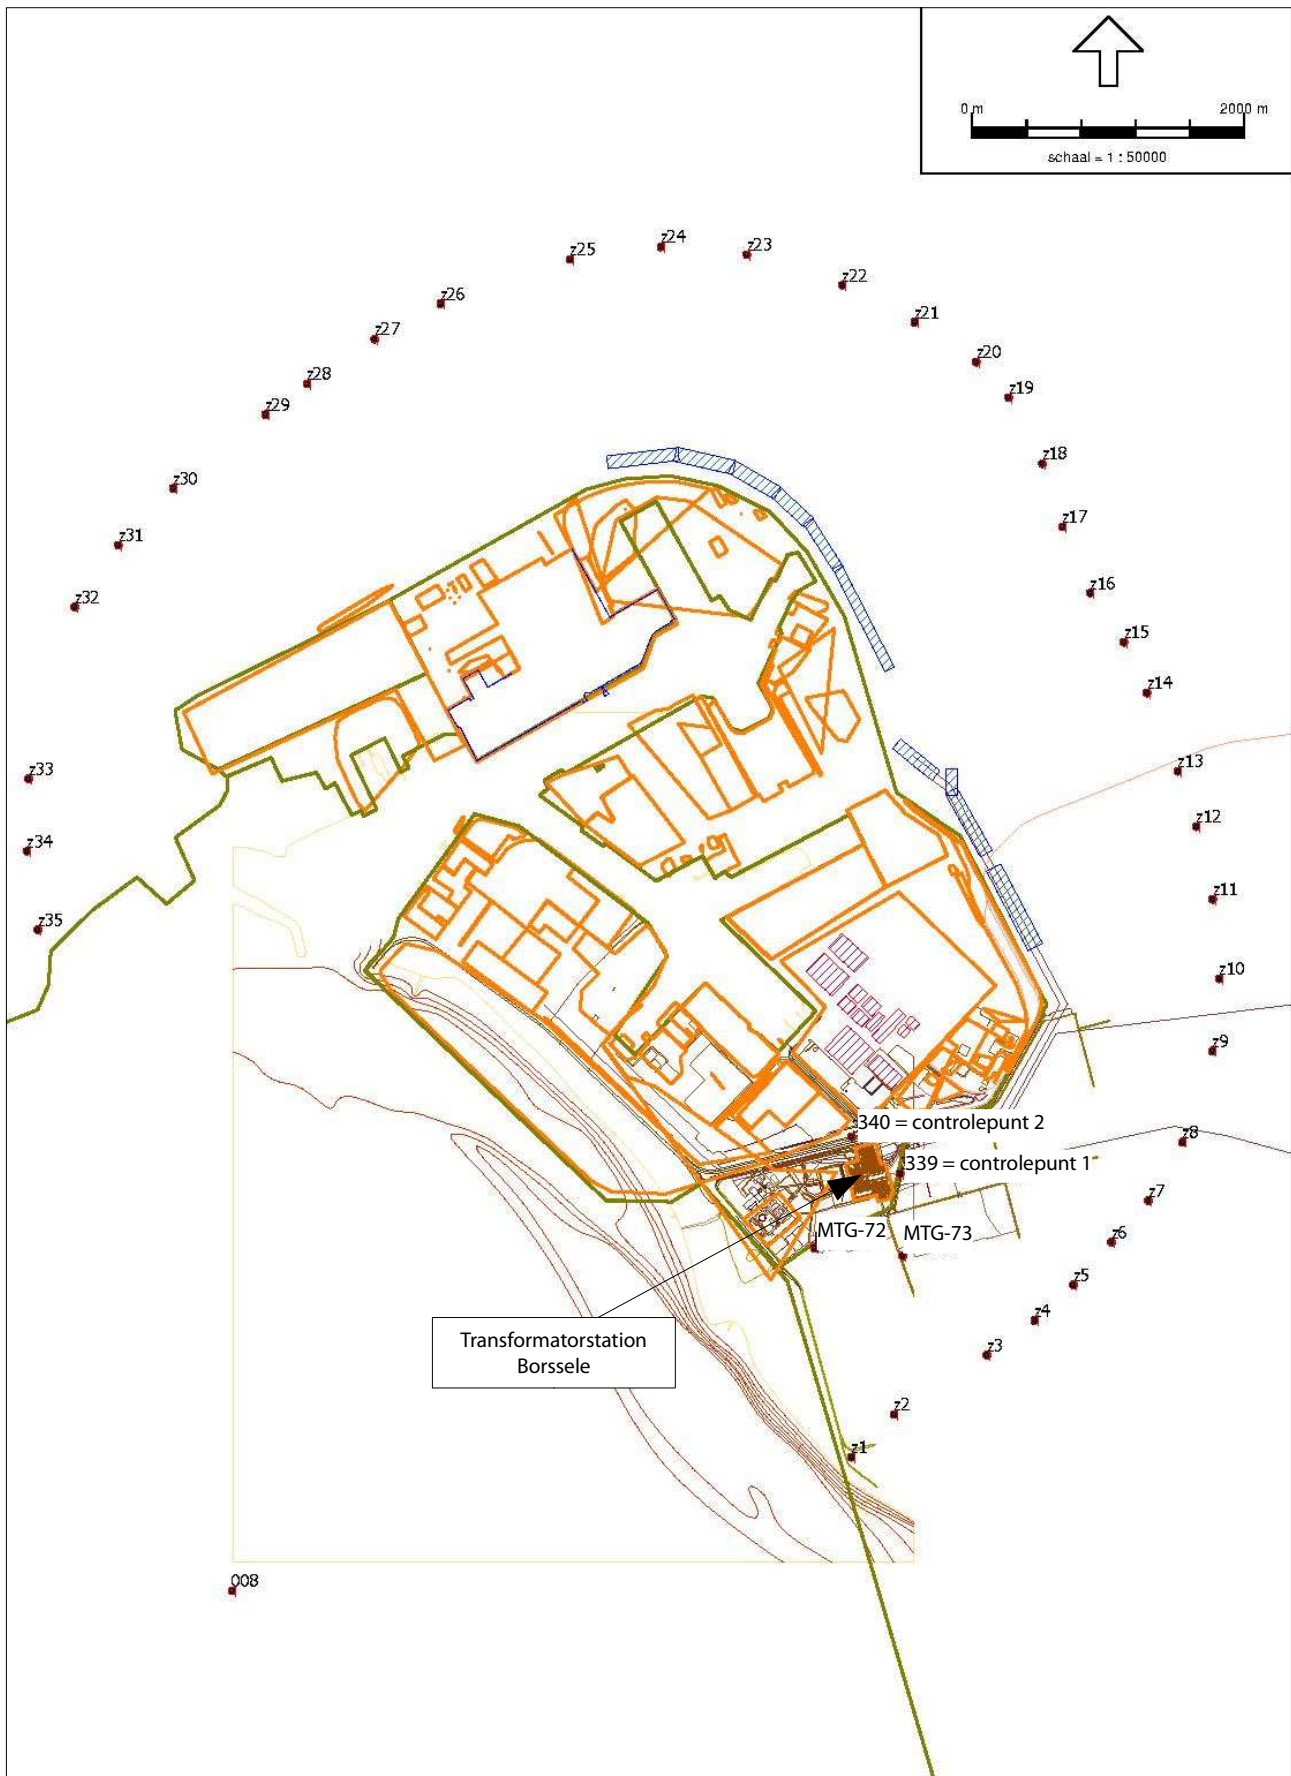 0 m 2000 m
schaal = 1 : 50000
z24
z23
z25
z22
z26
z21
z27
z20
z28
z19
z29
z18
z30
z17
z31
z16
z32
z15
z14
z33
z13
z12
z34
z11
z35
z10
z9
340 = controlepunt 2
z8
339 = controlepunt 1
z7
MTG-72
MTG-73
z6
z5
z4
Transformatorstation
Borssele
z3
z2
z1
008